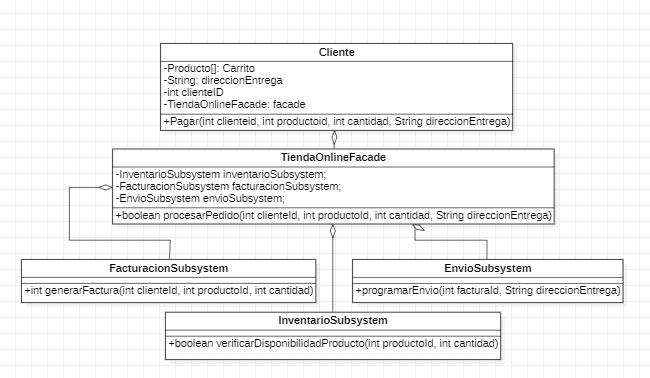 Cliente
-Producto[]: Carrito
-String: direccionEntrega
-int clienteID
-TiendaOnlineFacade: facade
+Pagar(int clienteid, int productoid, int cantidad, String direccionEntrega)
TiendaOnlineFacade
-InventarioSubsystem inventarioSubsystem;
-FacturacionSubsystem facturacionSubsystem;
-EnvioSubsystem envioSubsystem;
+boolean procesarPedido(int clienteId, int productoId, int cantidad, String direccionEntrega)
FacturacionSubsystem
+int generarFactura(int clienteId, int productoId, int cantidad)
EnvioSubsystem
+programarEnvio(int facturaId, String direccionEntrega)
InventarioSubsystem
+boolean verificarDisponibilidadProducto(int productoId, int cantidad)